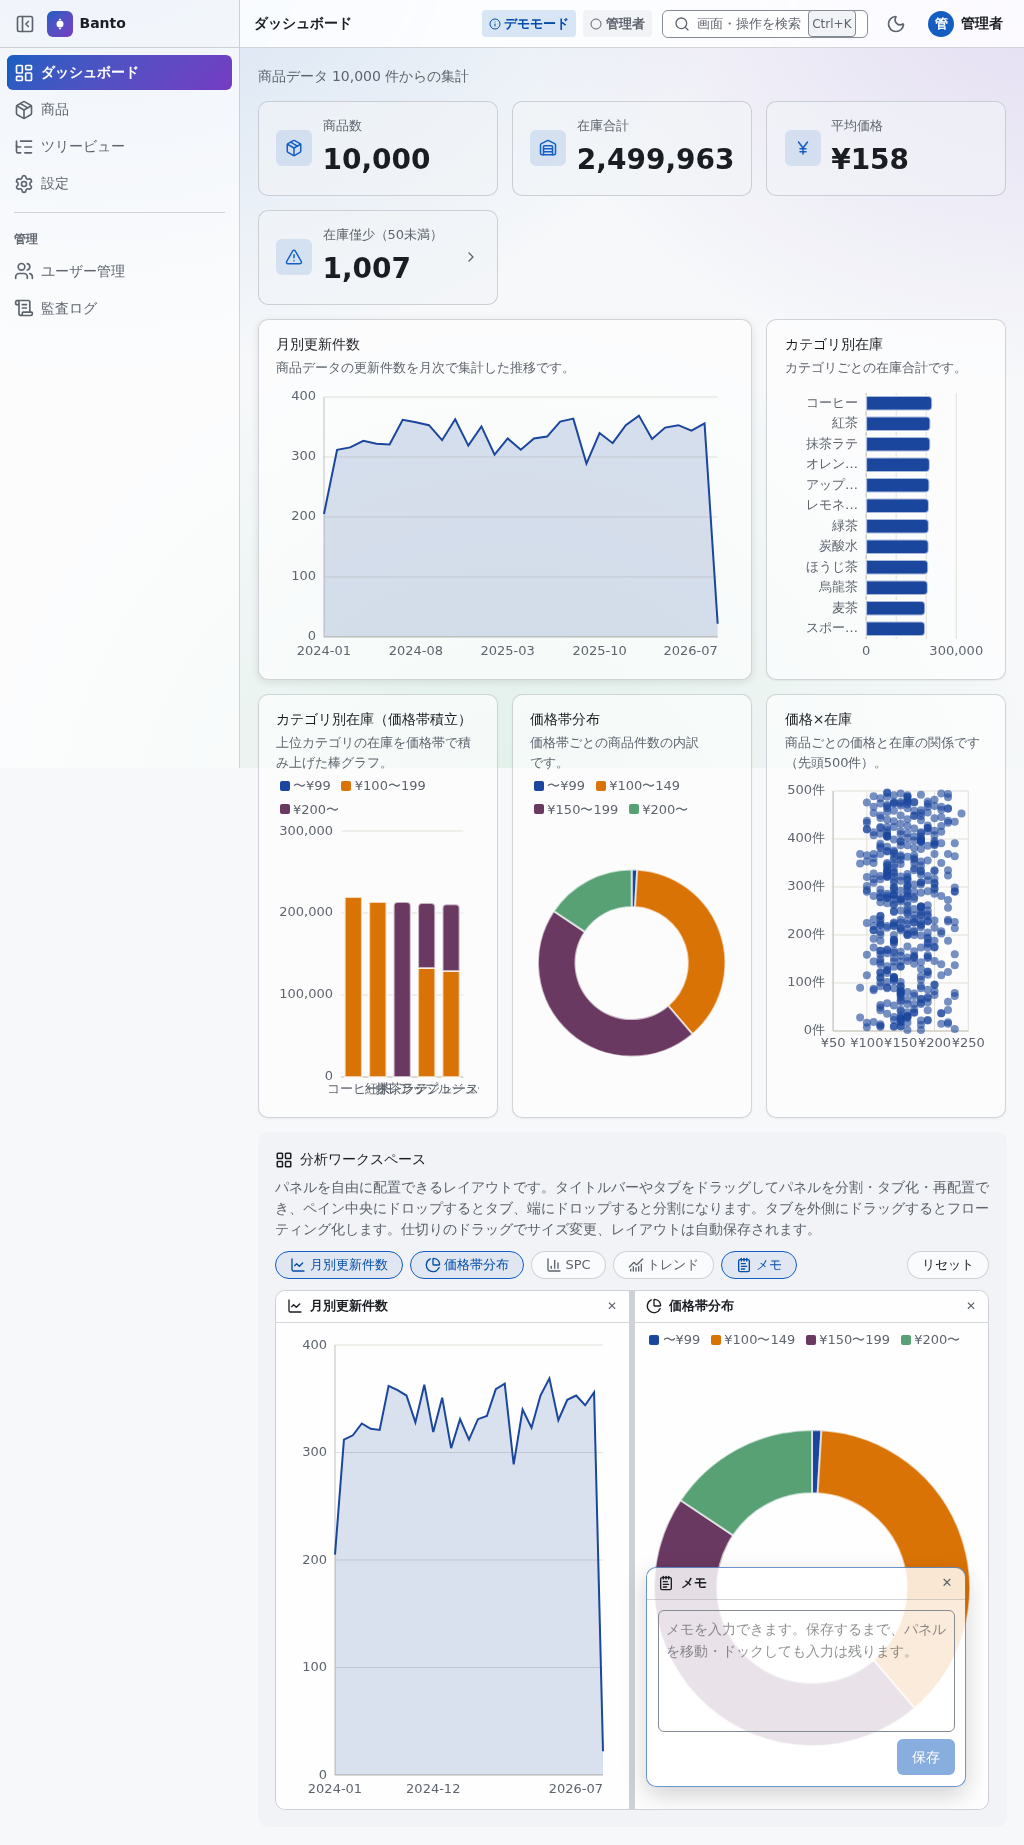 Banto
ダッシュボード
デモモード
管理者
画面・操作を検索 Ctrl+K
管 管理者
ダッシュボード
商品
ツリービュー
設定
管理
ユーザー管理
監査ログ
商品データ 10,000 件からの集計
商品数
10,000
在庫合計
2,499,963
平均価格
¥158
在庫僅少（50未満）
1,007
月別更新件数
商品データの更新件数を月次で集計した推移です。
400
300
200
100
0
2024-01 2024-08 2025-03 2025-10 2026-07
カテゴリ別在庫
カテゴリごとの在庫合計です。
コーヒー
紅茶
抹茶ラテ
オレン…
アップ…
レモネ…
緑茶
炭酸水
ほうじ茶
烏龍茶
麦茶
スポー…
0 300,000
カテゴリ別在庫（価格帯積立）
上位カテゴリの在庫を価格帯で積
み上げた棒グラフ。
〜¥99 ¥100〜199
¥200〜
300,000
200,000
100,000
0
価格帯分布
価格帯ごとの商品件数の内訳
です。
〜¥99 ¥100〜149
¥150〜199 ¥200〜
価格×在庫
商品ごとの価格と在庫の関係です
（先頭500件）。
500件
400件
300件
200件
100件
0件
¥50 ¥100 ¥150 ¥200 ¥250
分析ワークスペース
パネルを自由に配置できるレイアウトです。タイトルバーやタブをドラッグしてパネルを分割・タブ化・再配置で
き、ペイン中央にドロップするとタブ、端にドロップすると分割になります。タブを外側にドラッグするとフロー
ティング化します。仕切りのドラッグでサイズ変更、レイアウトは自動保存されます。
月別更新件数 価格帯分布 SPC トレンド メモ リセット
月別更新件数 ×
400
300
200
100
0
2024-01 2024-12 2026-07
価格帯分布 ×
〜¥99 ¥100〜149 ¥150〜199 ¥200〜
メモ ×
メモを入力できます。保存するまで、パネル
を移動・ドックしても入力は残ります。
保存